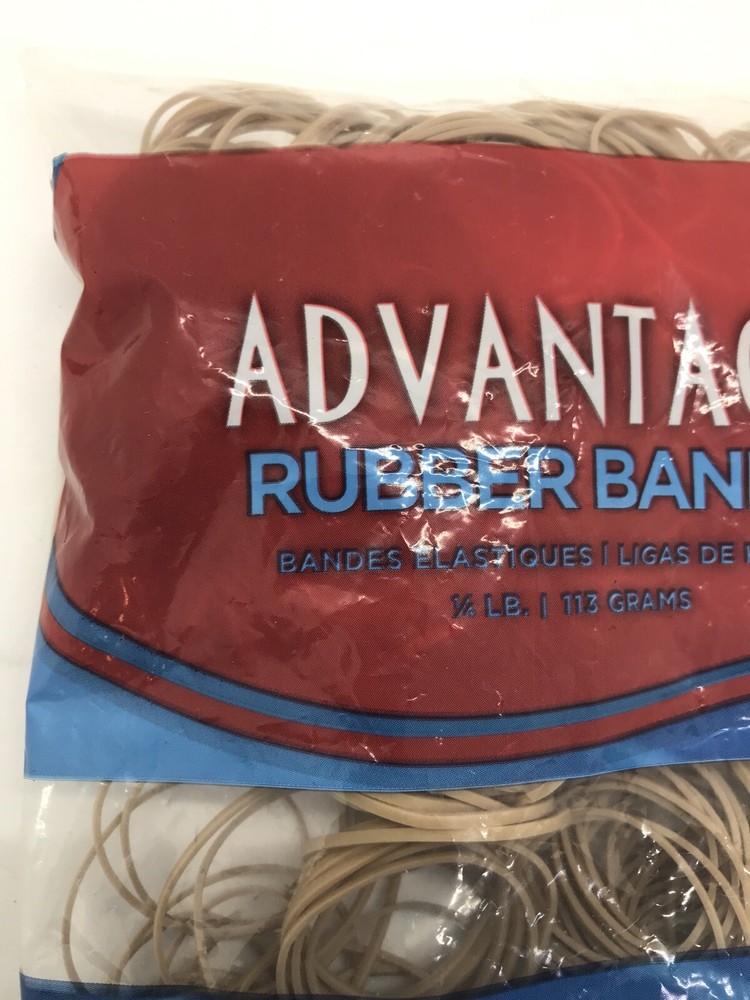 ADVANTAG
RUBBER BAN
BANDES ÉLASTIQUES | LIGAS DE
¼ LB. | 113 GRAMS